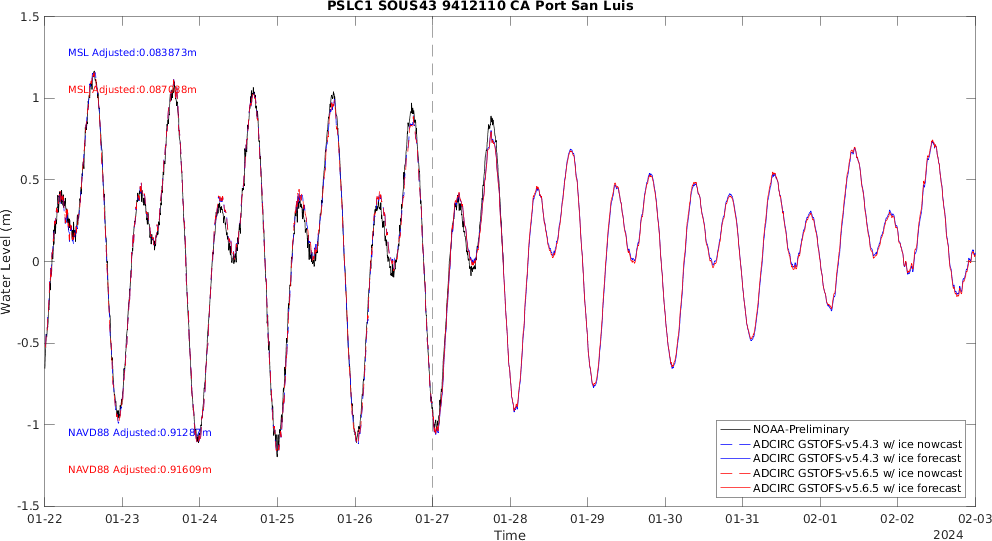 PSLC1 SOUS43 9412110 CA Port San Luis
1.5
MSL Adjusted:0.083873m
MSL Adjusted:0.087038m
1
0.5
0
-0.5
-1
-1.5
Water Level (m)
NAVD88 Adjusted:0.91287m
NAVD88 Adjusted:0.91609m
NOAA-Preliminary
ADCIRC GSTOFS-v5.4.3 w/ ice nowcast
ADCIRC GSTOFS-v5.4.3 w/ ice forecast
ADCIRC GSTOFS-v5.6.5 w/ ice nowcast
ADCIRC GSTOFS-v5.6.5 w/ ice forecast
01-22 01-23 01-24 01-25 01-26 01-27 01-28 01-29 01-30 01-31 02-01 02-02 02-03
Time
2024